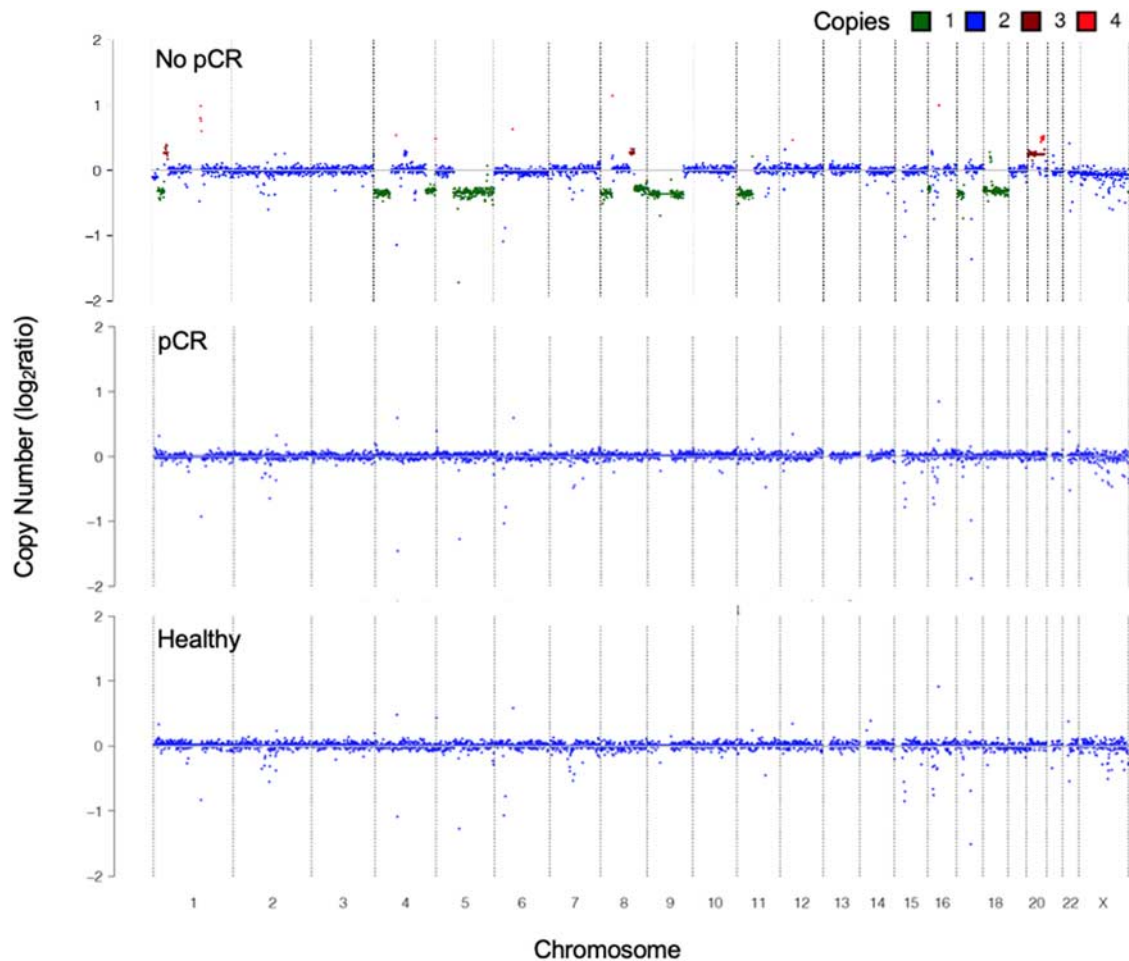 Copies 1 2 3 4
No pCR
2
1
0
−1
−2
pCR
2
1
0
−1
−2
Copy Number (log₂ratio)
Healthy
2
1
0
−1
−2
1 2 3 4 5 6 7 8 9 10 11 12 13 14 15 16 18 20 22 X
Chromosome